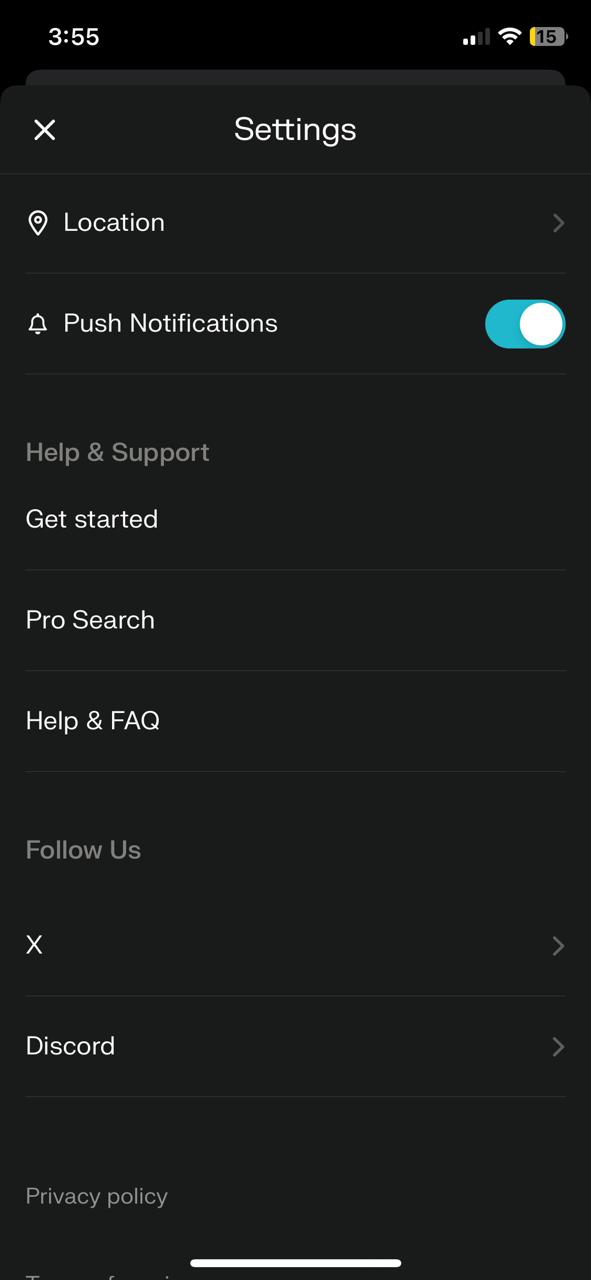 3:55
15
Settings
Location
Push Notifications
Help & Support
Get started
Pro Search
Help & FAQ
Follow Us
X
Discord
Privacy policy